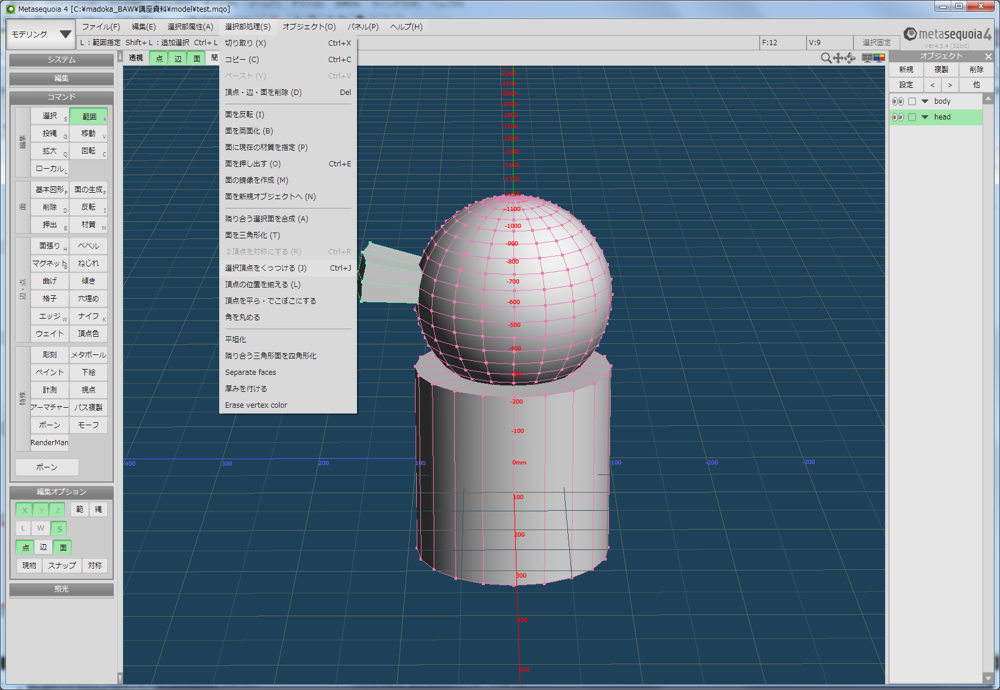 Metasequoia 4 [C:¥madoka_BAW¥講座資料¥model¥test.mqo]
モデリング
ファイル(F) 編集(E) 選択部属性(A) 選択部処理(S) オブジェクト(O) パネル(P) ヘルプ(H)
L：範囲指定 Shift+L：追加選択 Ctrl+L
F:12 V:9 選択固定
metasequoia 4
Ver4.5.4 (32bit)
システム
編集
コマンド
編集
選択 S 範囲 R
投縄 G 移動 V
拡大 Q 回転 C
ローカル L
面
基本図形 P 面の生成 F
削除 D 反転 I
押出 E 材質 M
辺・点
面張り H ベベル
マグネット B ねじれ
曲げ 傾き
格子 穴埋め
エッジ W ナイフ K
ウェイト 頂点色
特殊
彫刻 メタボール
ペイント 下絵
計測 視点
アーマチャー パス複製
ボーン モーフ
RenderMan
ボーン
編集オプション
X Y Z 範 縄
L W S
点 辺 面
現物 スナップ 対称
照光
透視 点 辺 面 簡
切り取り (X) Ctrl+X
コピー (C) Ctrl+C
ペースト (V) Ctrl+V
頂点・辺・面を削除 (D) Del
面を反転 (I)
面を両面化 (B)
面に現在の材質を指定 (P)
面を押し出す (O) Ctrl+E
面の鏡像を作成 (M)
面を新規オブジェクトへ (N)
隣り合う選択面を合成 (A)
面を三角形化 (T)
２頂点を対称にする (R) Ctrl+R
選択頂点をくっつける (J) Ctrl+J
頂点の位置を揃える (L)
頂点を平ら・でこぼこにする
角を丸める
平坦化
隣り合う三角形面を四角形化
Separate faces
厚みを付ける
Erase vertex color
-2200
-2100
-2000
-1900
-1800
-1700
-1600
-1500
-1400
-1300
-1200
-1100
-1000
-900
-800
-700
-600
-500
-400
-300
-200
-100
400 300 200 100 0mm -100 -200 -300
100
200
300
400
500
オブジェクト
新規 複製 削除
設定 < > 他
body
head